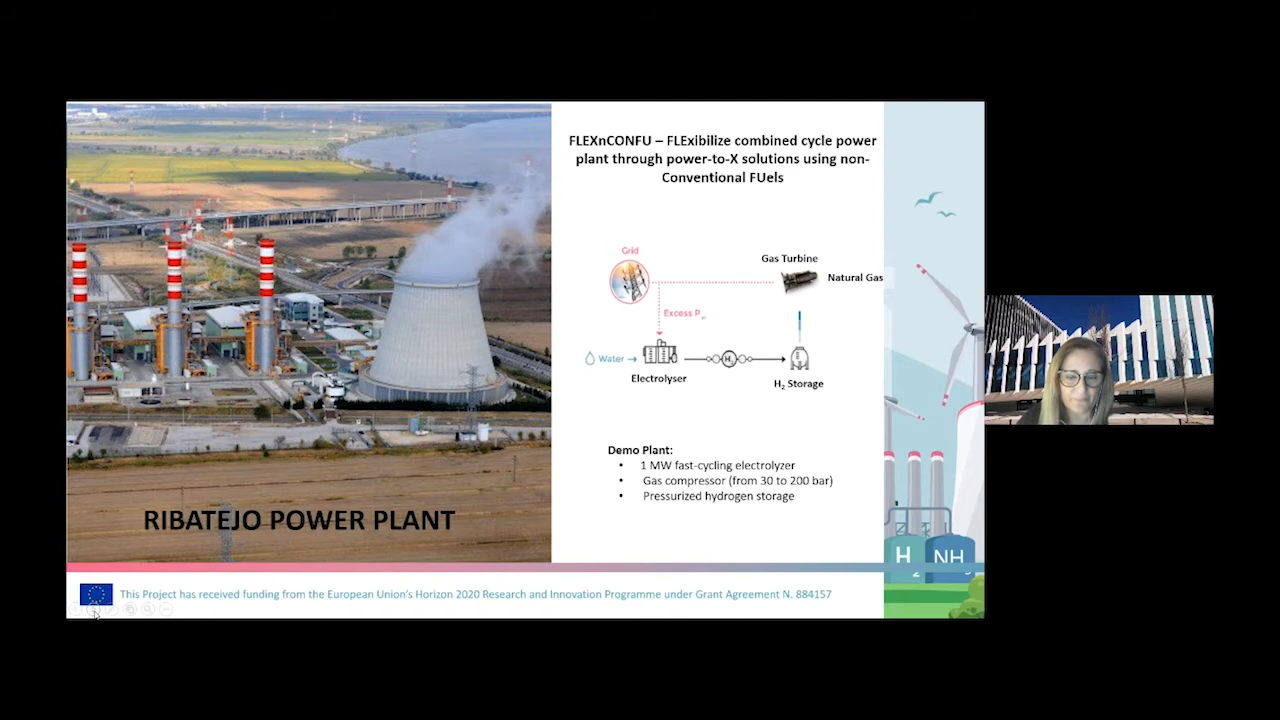 FLEXnCONFU – FLExibilize combined cycle power
plant through power-to-X solutions using non-
Conventional FUels
Grid
Gas Turbine
Natural Gas
Excess P
Water
Electrolyser
H₂
H₂ Storage
Demo Plant:
• 1 MW fast-cycling electrolyzer
• Gas compressor (from 30 to 200 bar)
• Pressurized hydrogen storage
RIBATEJO POWER PLANT
H₂
NH
This Project has received funding from the European Union's Horizon 2020 Research and Innovation Programme under Grant Agreement N. 884157